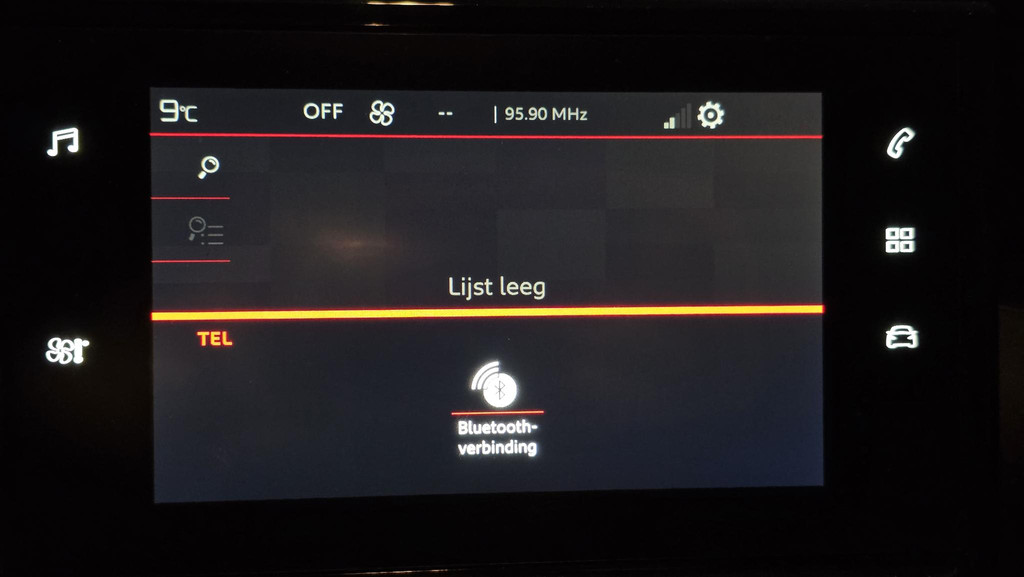 9°C OFF -- | 95.90 MHz
Lijst leeg
TEL
Bluetooth-
verbinding